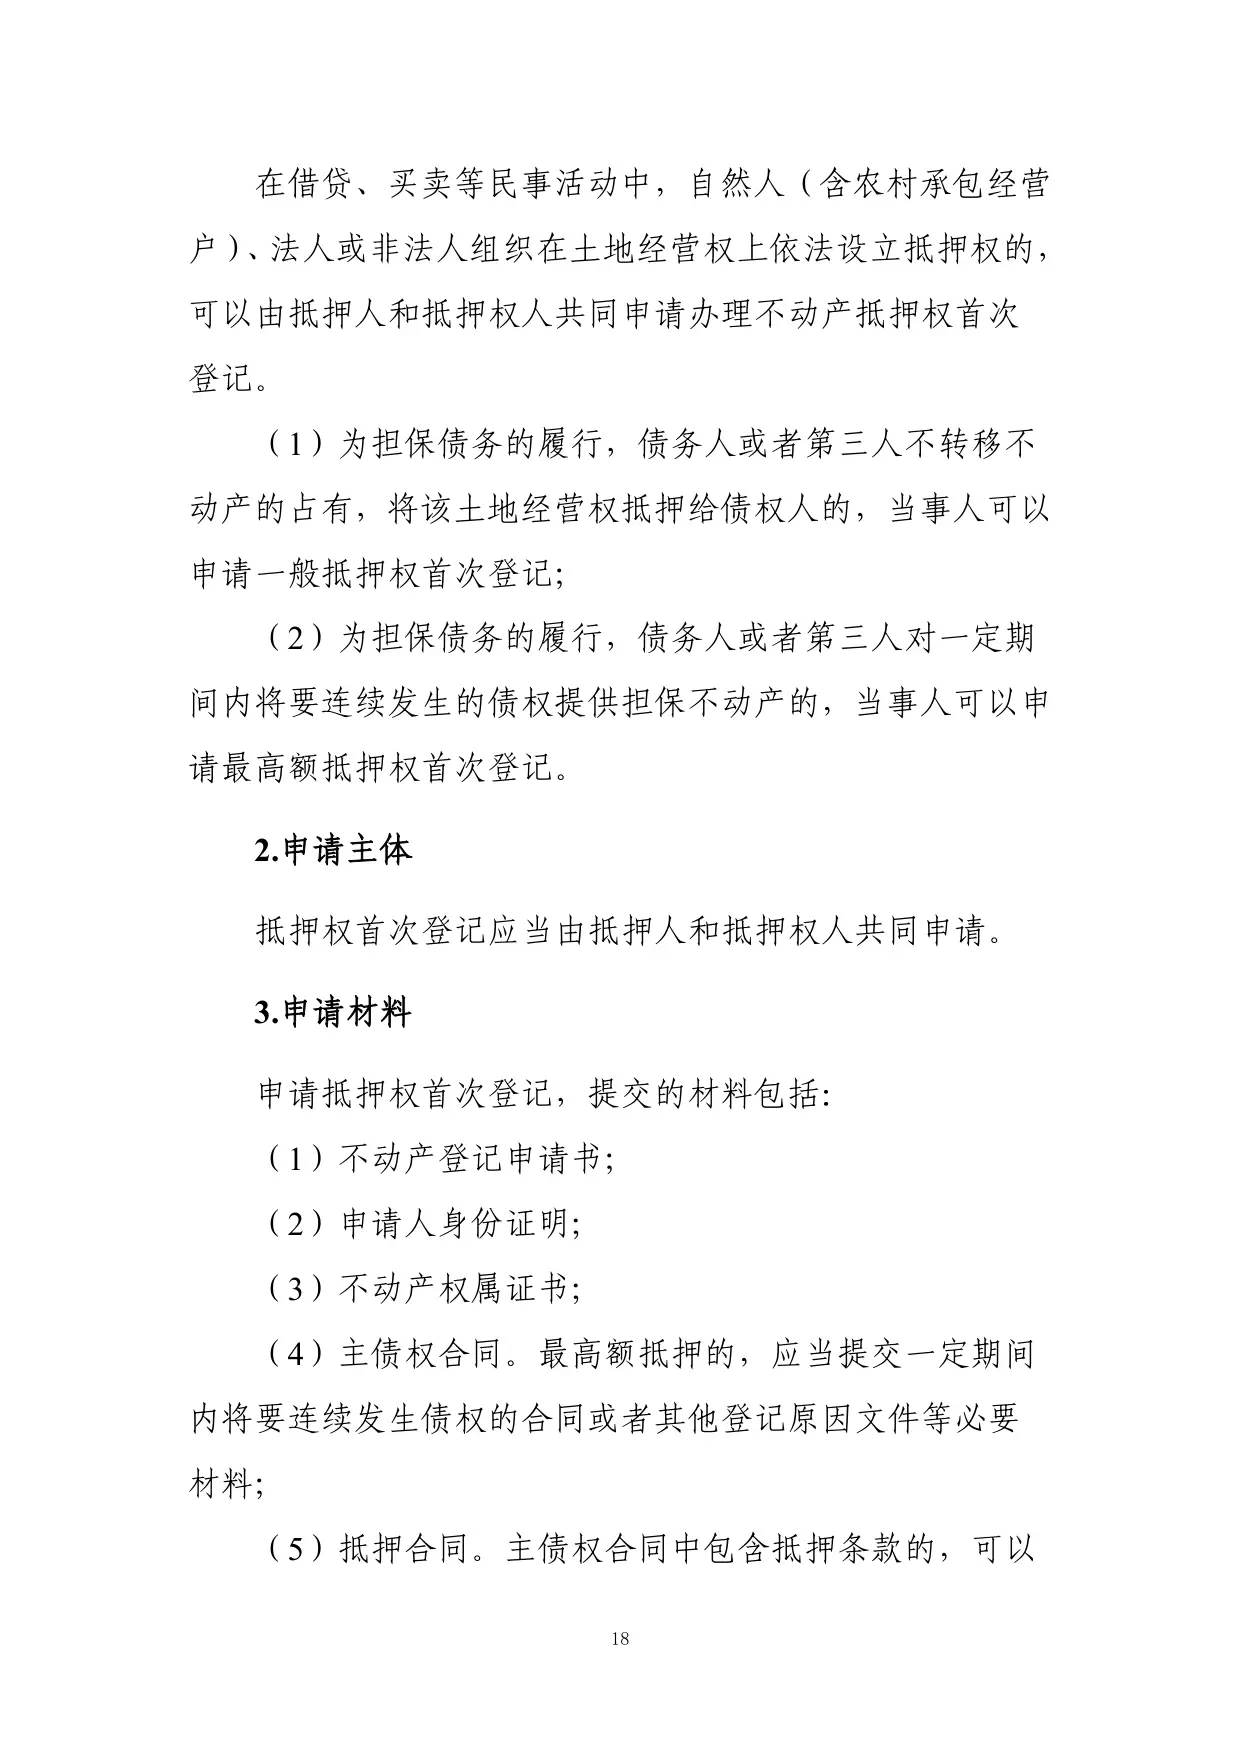 在借贷、买卖等民事活动中，自然人（含农村承包经营
户）、法人或非法人组织在土地经营权上依法设立抵押权的，
可以由抵押人和抵押权人共同申请办理不动产抵押权首次
登记。
（1）为担保债务的履行，债务人或者第三人不转移不
动产的占有，将该土地经营权抵押给债权人的，当事人可以
申请一般抵押权首次登记；
（2）为担保债务的履行，债务人或者第三人对一定期
间内将要连续发生的债权提供担保不动产的，当事人可以申
请最高额抵押权首次登记。
2.申请主体
抵押权首次登记应当由抵押人和抵押权人共同申请。
3.申请材料
申请抵押权首次登记，提交的材料包括：
（1）不动产登记申请书；
（2）申请人身份证明；
（3）不动产权属证书；
（4）主债权合同。最高额抵押的，应当提交一定期间
内将要连续发生债权的合同或者其他登记原因文件等必要
材料；
（5）抵押合同。主债权合同中包含抵押条款的，可以
18